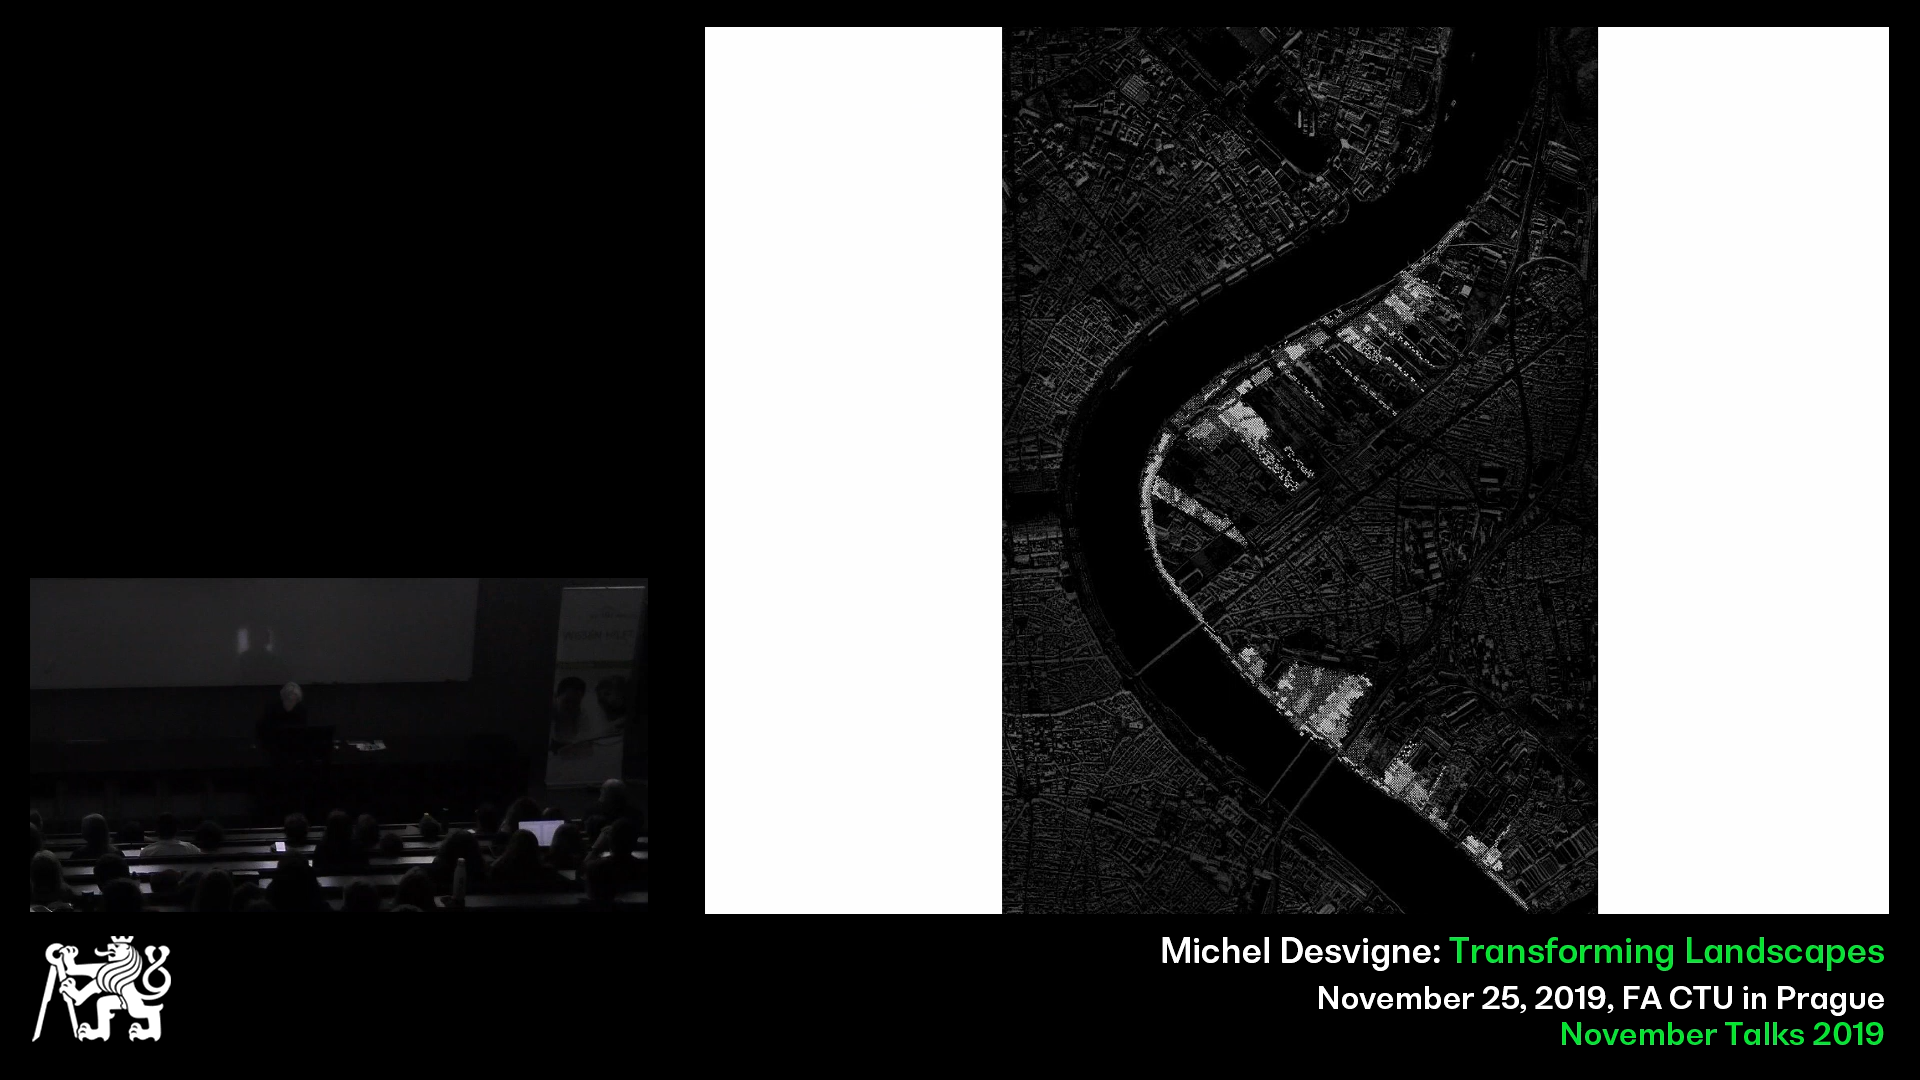 Michel Desvigne: Transforming Landscapes
November 25, 2019, FA CTU in Prague
November Talks 2019